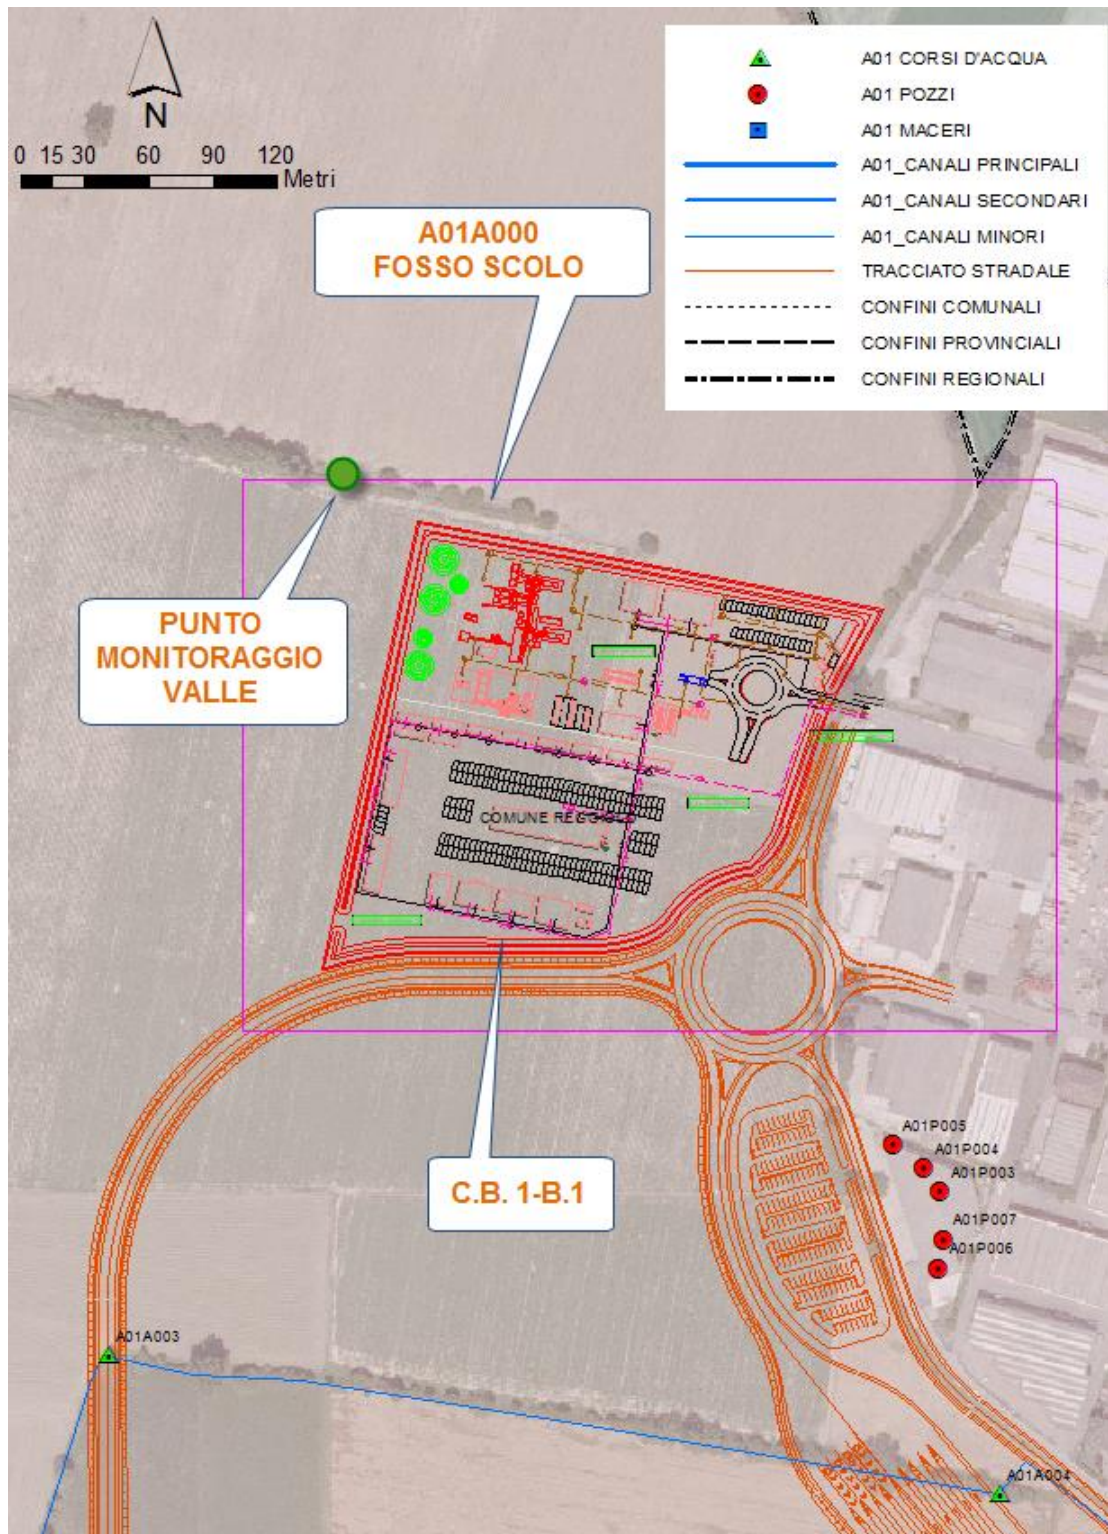 A01 CORSI D'ACQUA
A01 POZZI
A01 MACERI
A01_CANALI PRINCIPALI
A01_CANALI SECONDARI
A01_CANALI MINORI
TRACCIATO STRADALE
CONFINI COMUNALI
CONFINI PROVINCIALI
CONFINI REGIONALI
N
0 15 30 60 90 120
Metri
A01A000
FOSSO SCOLO
PUNTO
MONITORAGGIO
VALLE
COMUNE REGGIOLO
C.B. 1-B.1
A01P005
A01P004
A01P003
A01P007
A01P006
A01A003
A01A004